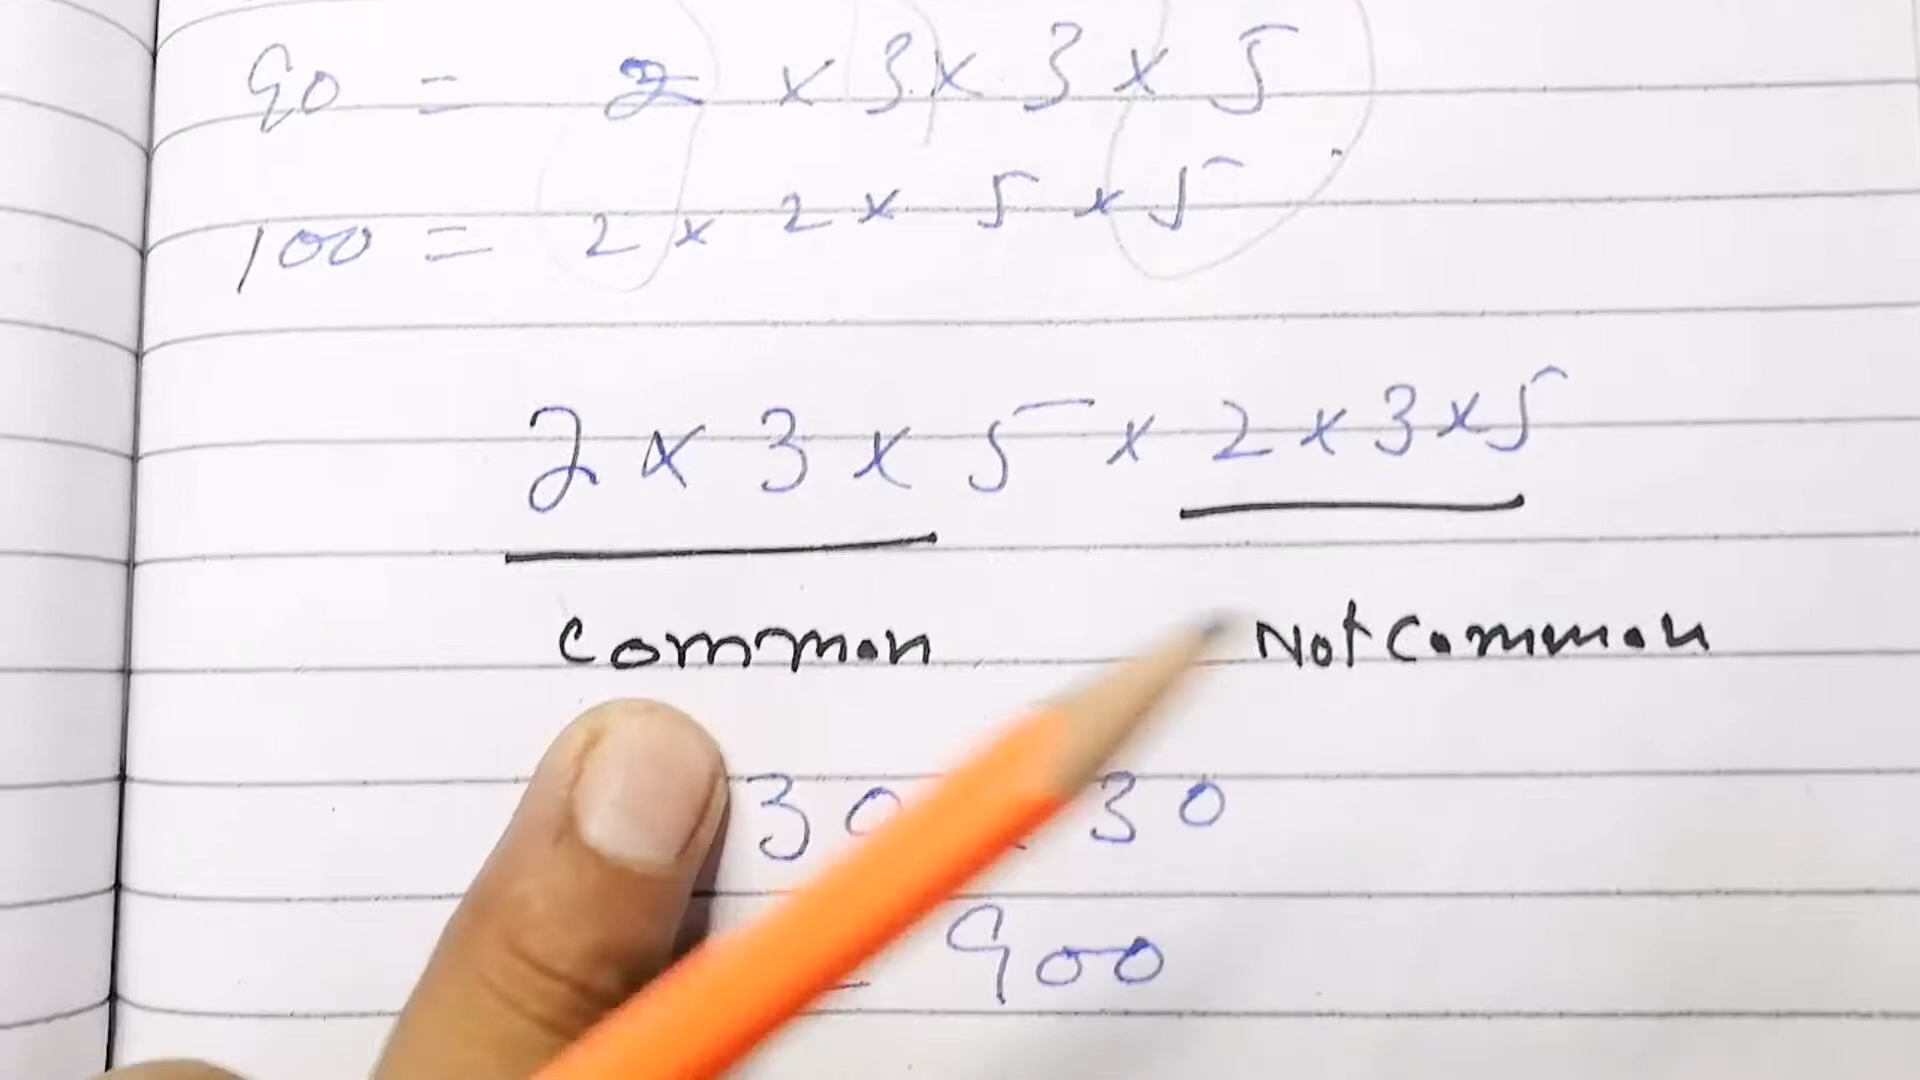 90 = 2 × 3 × 3 × 5
100 = 2 × 2 × 5 × 5
2 × 3 × 5 × 2 × 3 × 5
Common Not Common
30 30
= 900